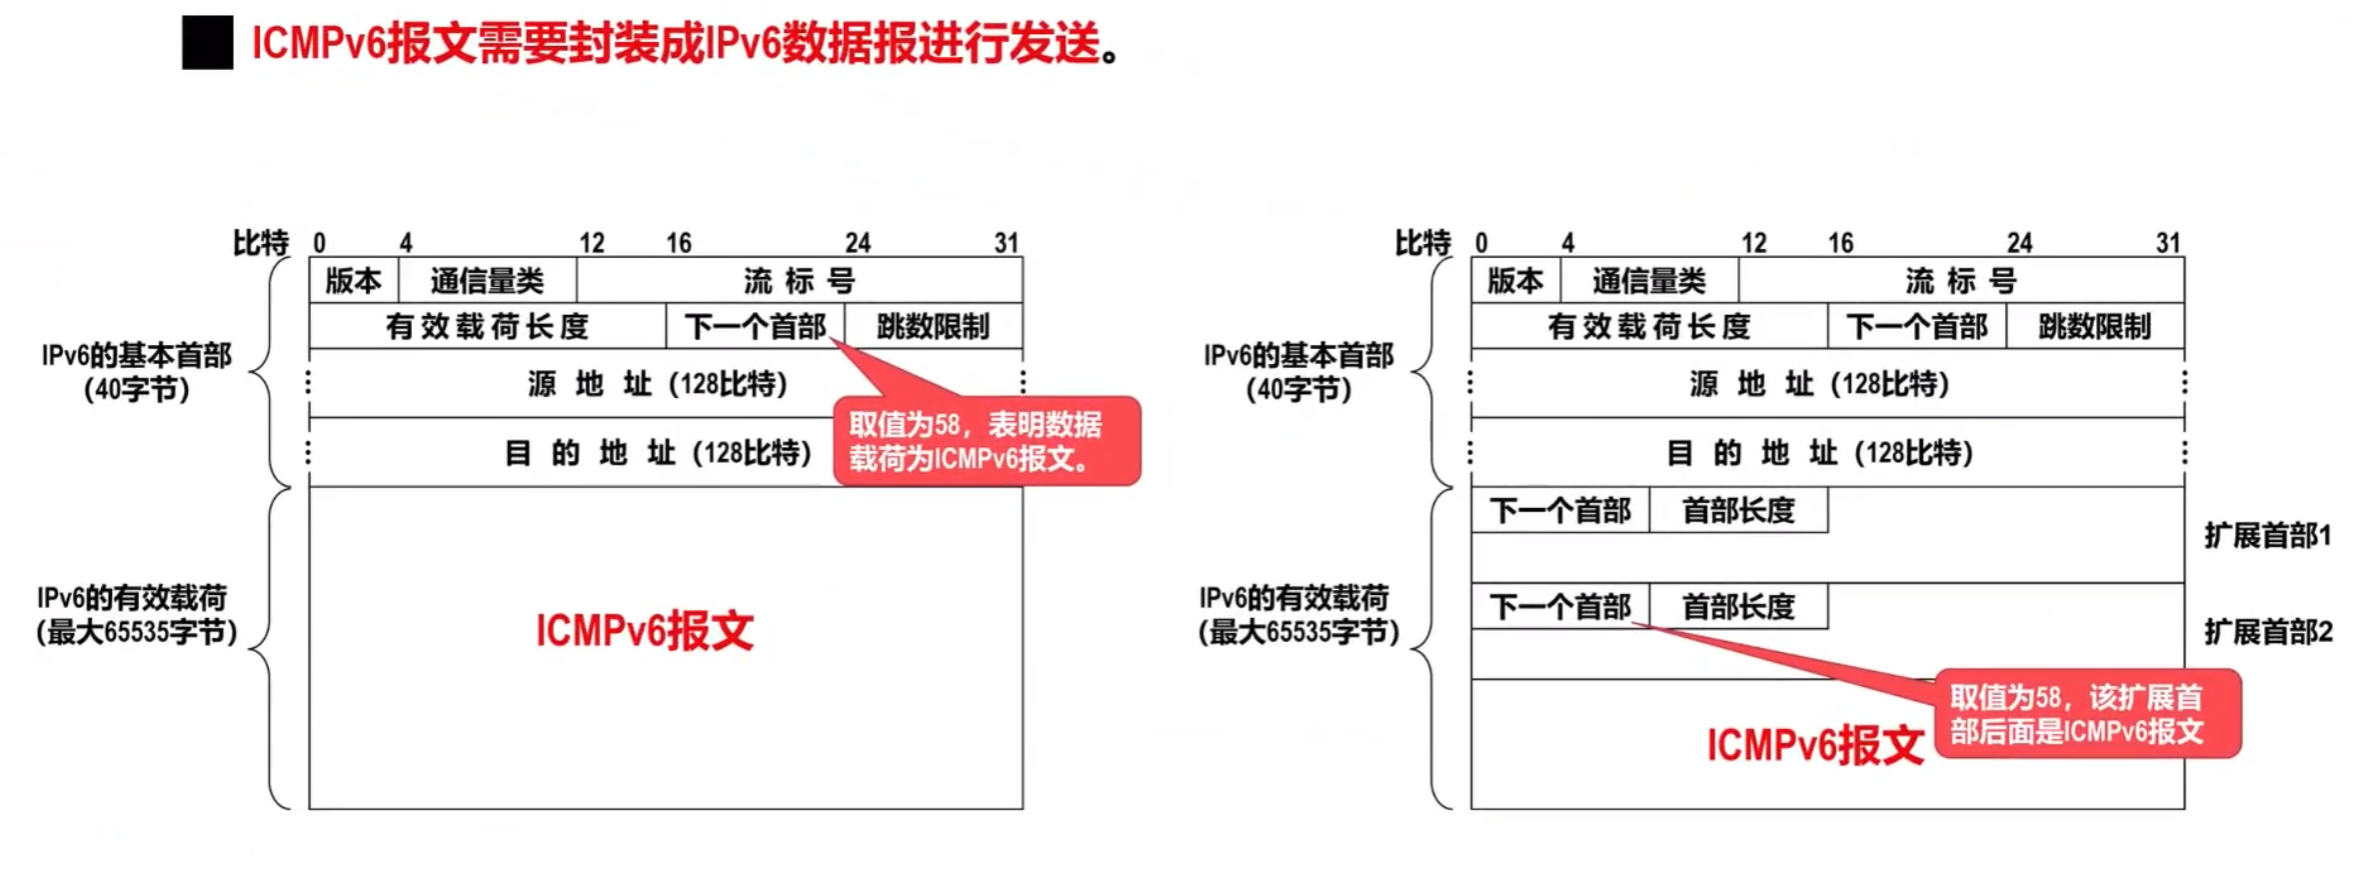 ICMPv6报文需要封装成IPv6数据报进行发送。
比特 0 4 12 16 24 31
版本 通信量类 流标号
有效载荷长度 下一个首部 跳数限制
IPv6的基本首部
(40字节)
源地址(128比特)
目的地址(128比特)
取值为58，表明数据
载荷为ICMPv6报文。
IPv6的有效载荷
(最大65535字节)
ICMPv6报文
比特 0 4 12 16 24 31
版本 通信量类 流标号
有效载荷长度 下一个首部 跳数限制
IPv6的基本首部
(40字节)
源地址(128比特)
目的地址(128比特)
下一个首部 首部长度
扩展首部1
IPv6的有效载荷
(最大65535字节)
下一个首部 首部长度
扩展首部2
取值为58，该扩展首
部后面是ICMPv6报文
ICMPv6报文